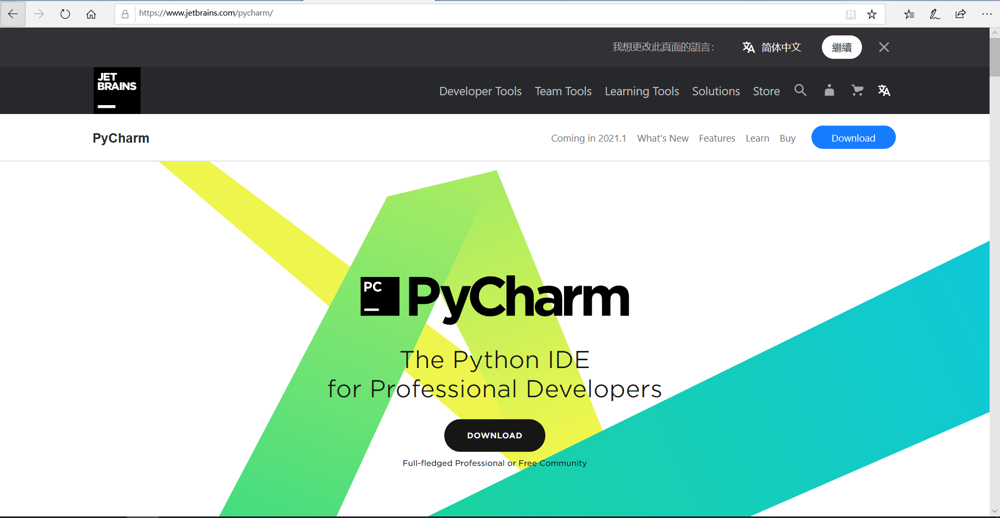 https://www.jetbrains.com/pycharm/
我想更改此頁面的語言：
简体中文
繼續
JET
BRAINS
Developer Tools
Team Tools
Learning Tools
Solutions
Store
PyCharm
Coming in 2021.1
What's New
Features
Learn
Buy
Download
PC
PyCharm
The Python IDE
for Professional Developers
DOWNLOAD
Full-fledged Professional or Free Community